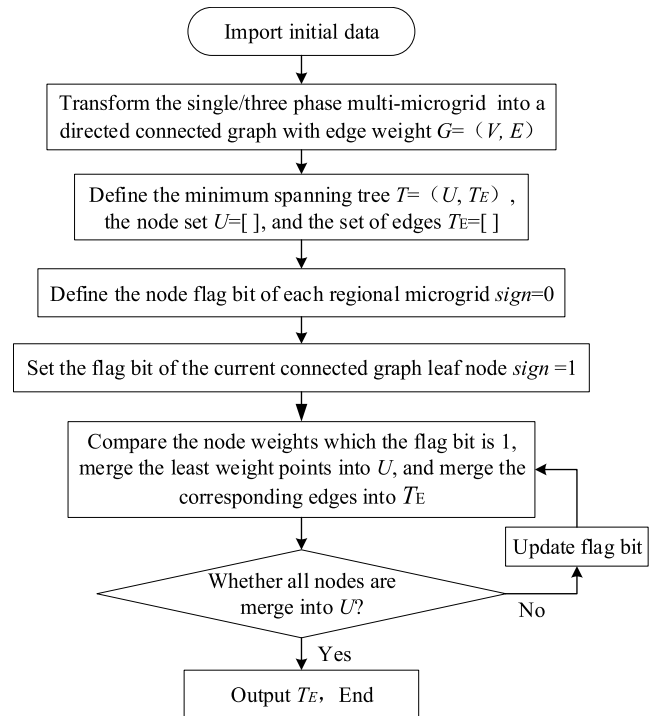 Import initial data
Transform the single/three phase multi-microgrid into a
directed connected graph with edge weight G=（V, E）
Define the minimum spanning tree T=（U, TE）,
the node set U=[ ], and the set of edges TE=[ ]
Define the node flag bit of each regional microgrid sign=0
Set the flag bit of the current connected graph leaf node sign =1
Compare the node weights which the flag bit is 1,
merge the least weight points into U, and merge the
corresponding edges into TE
Update flag bit
Whether all nodes are
merge into U?
No
Yes
Output TE，End